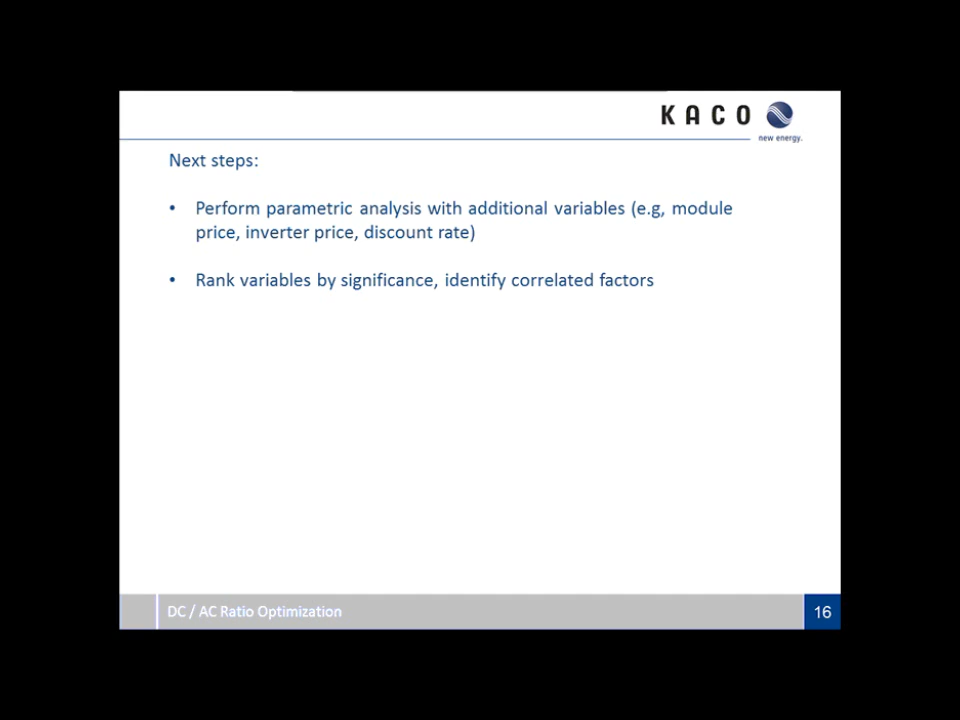 KACO
new energy.
Next steps:
• Perform parametric analysis with additional variables (e.g, module
price, inverter price, discount rate)
• Rank variables by significance, identify correlated factors
DC / AC Ratio Optimization
16